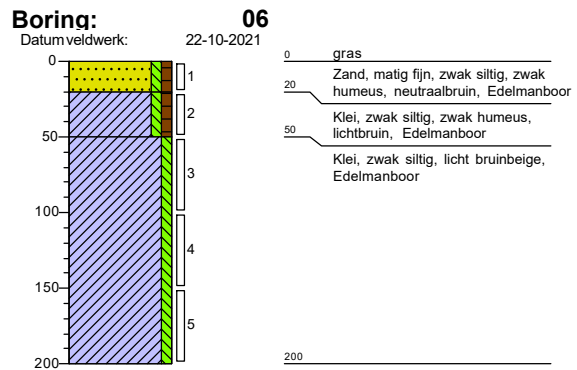 Boring: 06
Datum veldwerk: 22-10-2021
0
50
100
150
200
1
2
3
4
5
0 gras
Zand, matig fijn, zwak siltig, zwak
20 humeus, neutraalbruin, Edelmanboor
Klei, zwak siltig, zwak humeus,
50 lichtbruin, Edelmanboor
Klei, zwak siltig, licht bruinbeige,
Edelmanboor
200